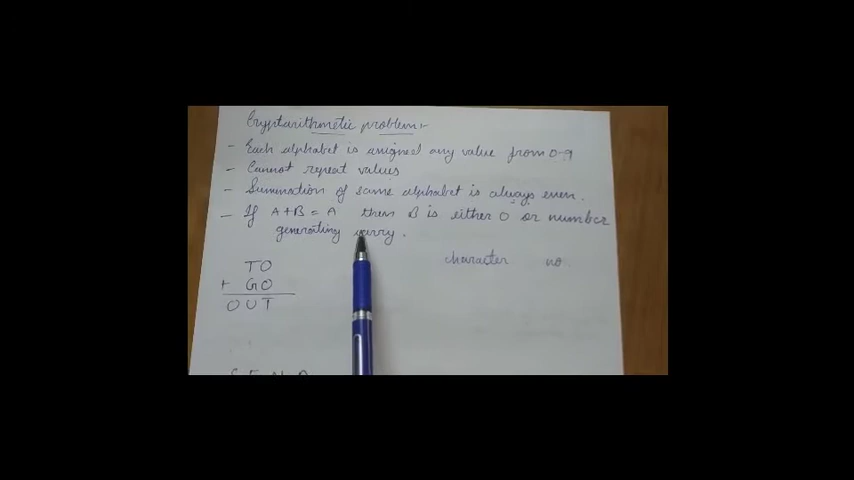 Cryptarithmetic problem:-
- Each alphabet is assigned any value from 0-9
- Cannot repeat values
- Summation of same alphabet is always even.
- If A+B = A then B is either 0 or number
generating carry.
character no
TO
+ GO
OUT